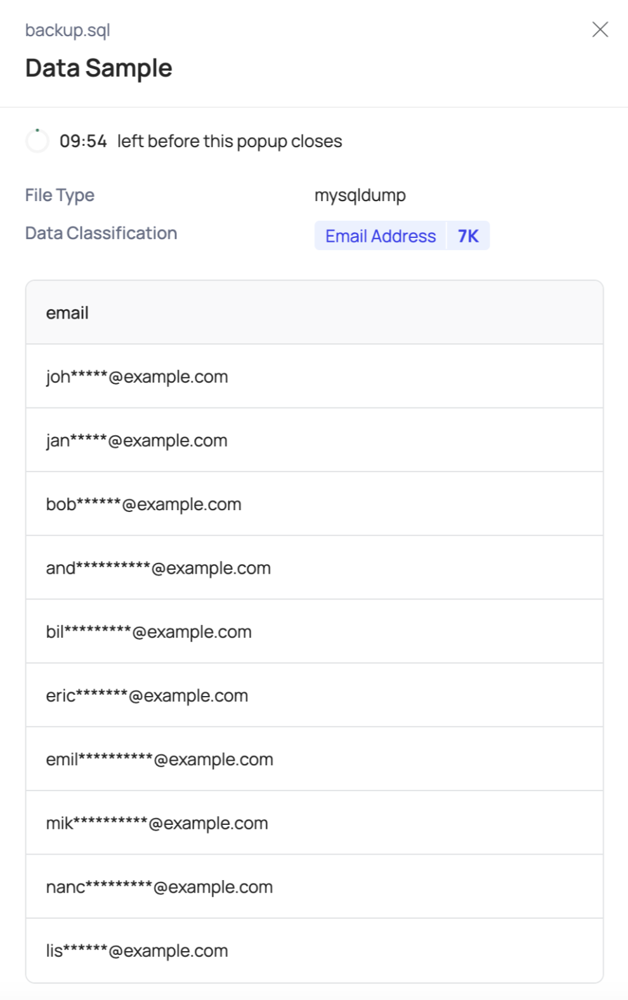 backup.sql
Data Sample
09:54 left before this popup closes
File Type mysqldump
Data Classification Email Address 7K
email
joh*****@example.com
jan*****@example.com
bob******@example.com
and**********@example.com
bil*********@example.com
eric*******@example.com
emil**********@example.com
mik**********@example.com
nanc*********@example.com
lis******@example.com